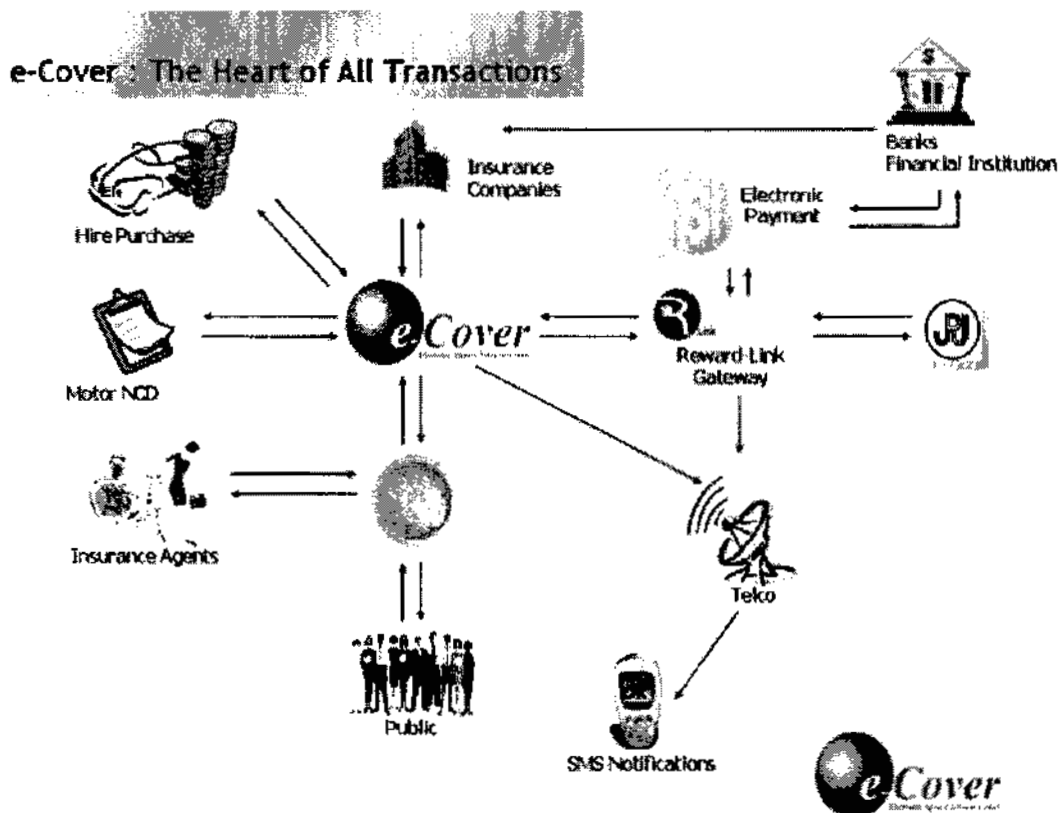 e-Cover : The Heart of All Transactions
Banks
Financial Institution
Insurance
Companies
Electronic
Payment
Hire Purchase
e-Cover
Reward-Link
Gateway
JPJ
Motor NCD
Insurance Agents
Telco
Public
SMS Notifications
e-Cover